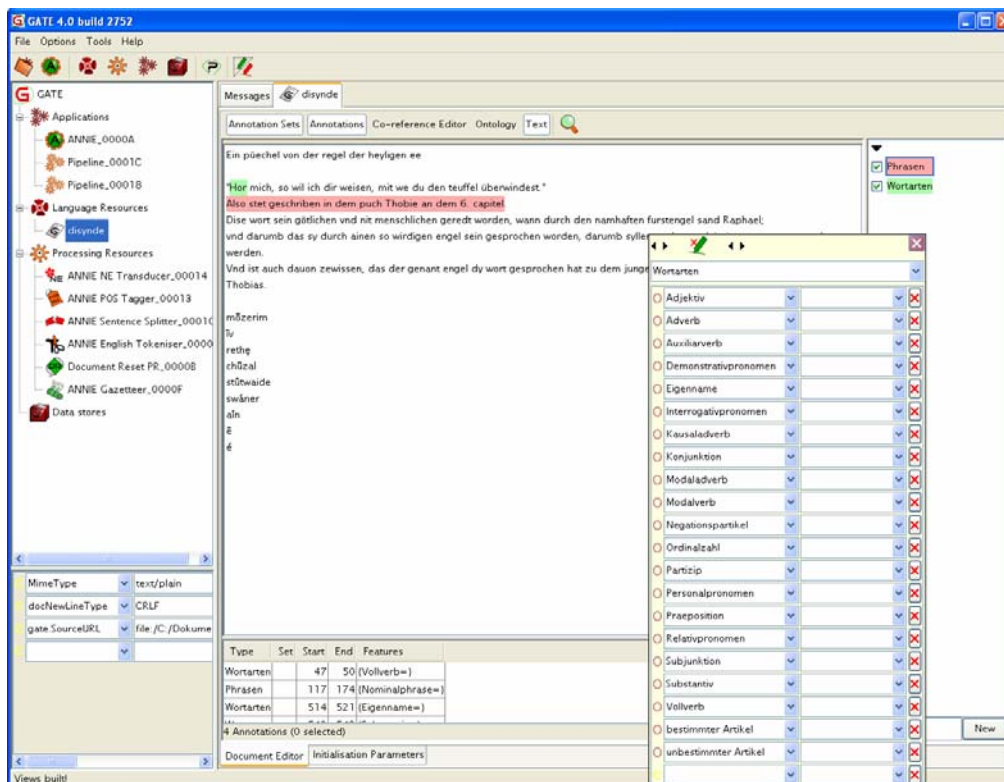 GATE 4.0 build 2752
File Options Tools Help
GATE
Applications
ANNIE_0000A
Pipeline_0001C
Pipeline_0001B
Language Resources
disynde
Processing Resources
ANNIE NE Transducer_00014
ANNIE POS Tagger_00013
ANNIE Sentence Splitter_0001
ANNIE English Tokeniser_0000
Document Reset PR_0000B
ANNIE Gazetteer_0000F
Data stores
MimeType text/plain
docNewLineType CRLF
gate.SourceURL file:/C:/Dokume
Messages disynde
Annotation Sets Annotations Co-reference Editor Ontology Text
Ein püechel von der regel der heyligen ee
"Hor mich, so wil ich dir weisen, mit we du den teuffel überwindest."
Also stet geschriben in dem puch Thobie an dem 6. capitel
Dise wort sein götlichen vnd nit menschlichen geredt worden, wann durch den namhaften furstengel sand Raphael;
vnd darumb das sy durch ainen so wirdigen engel sein gesprochen worden, darumb sylle
werden.
Vnd ist auch dauon zewissen, das der genant engel dy wort gesprochen hat zu dem junge
Thobias.
rethę
swåner
aîn
é
Phrasen
Wortarten
Wortarten
Adjektiv
Adverb
Auxiliarverb
Demonstrativpronomen
Eigenname
Interrogativpronomen
Kausaladverb
Konjunktion
Modaladverb
Modalverb
Negationspartikel
Ordinalzahl
Partizip
Personalpronomen
Praeposition
Relativpronomen
Subjunktion
Substantiv
Vollverb
bestimmter Artikel
unbestimmter Artikel
New
Type Set Start End Features
Wortarten 47 50 {Vollverb=}
Phrasen 117 174 {Nominalphrase=}
Wortarten 514 521 {Eigenname=}
4 Annotations (0 selected)
Document Editor Initialisation Parameters
Views built!